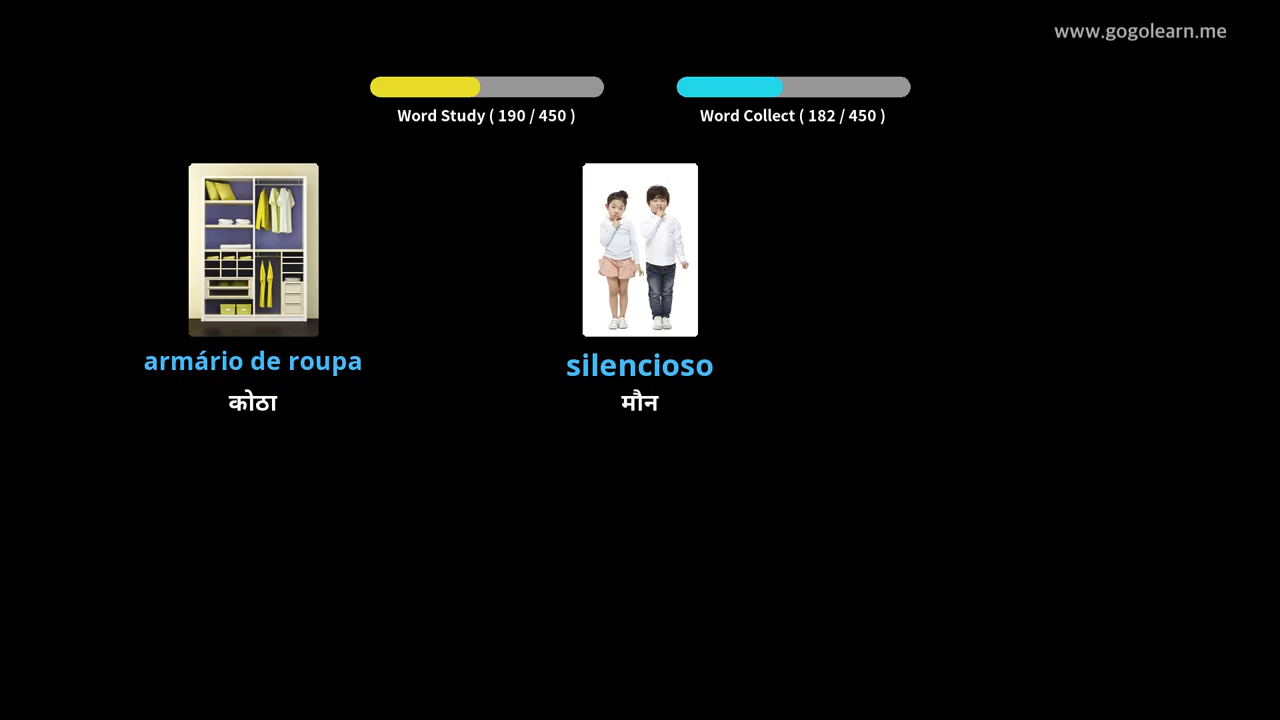 www.gogolearn.me
Word Study ( 190 / 450 )
Word Collect ( 182 / 450 )
armário de roupa
कोठा
silencioso
मौन